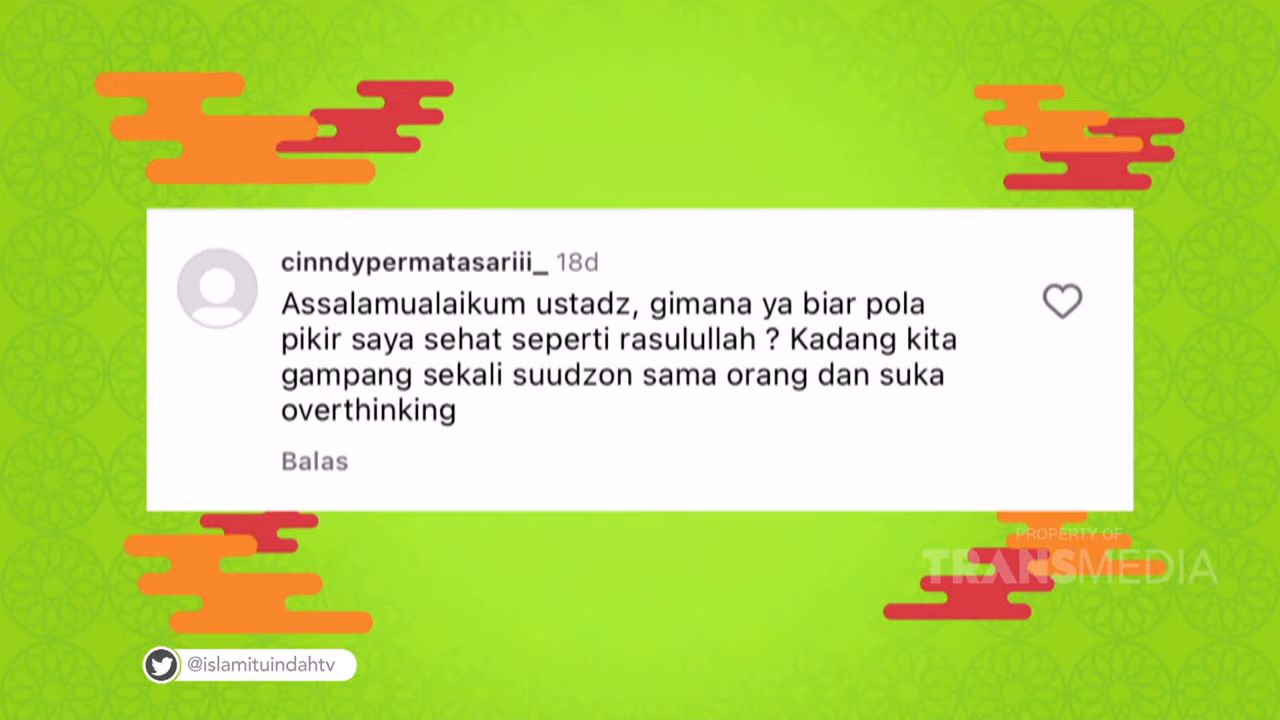 cinndypermatasariii_ 18d
Assalamualaikum ustadz, gimana ya biar pola
pikir saya sehat seperti rasulullah ? Kadang kita
gampang sekali suudzon sama orang dan suka
overthinking
Balas
PROPERTY OF
TRANSMEDIA
@islamituindahtv